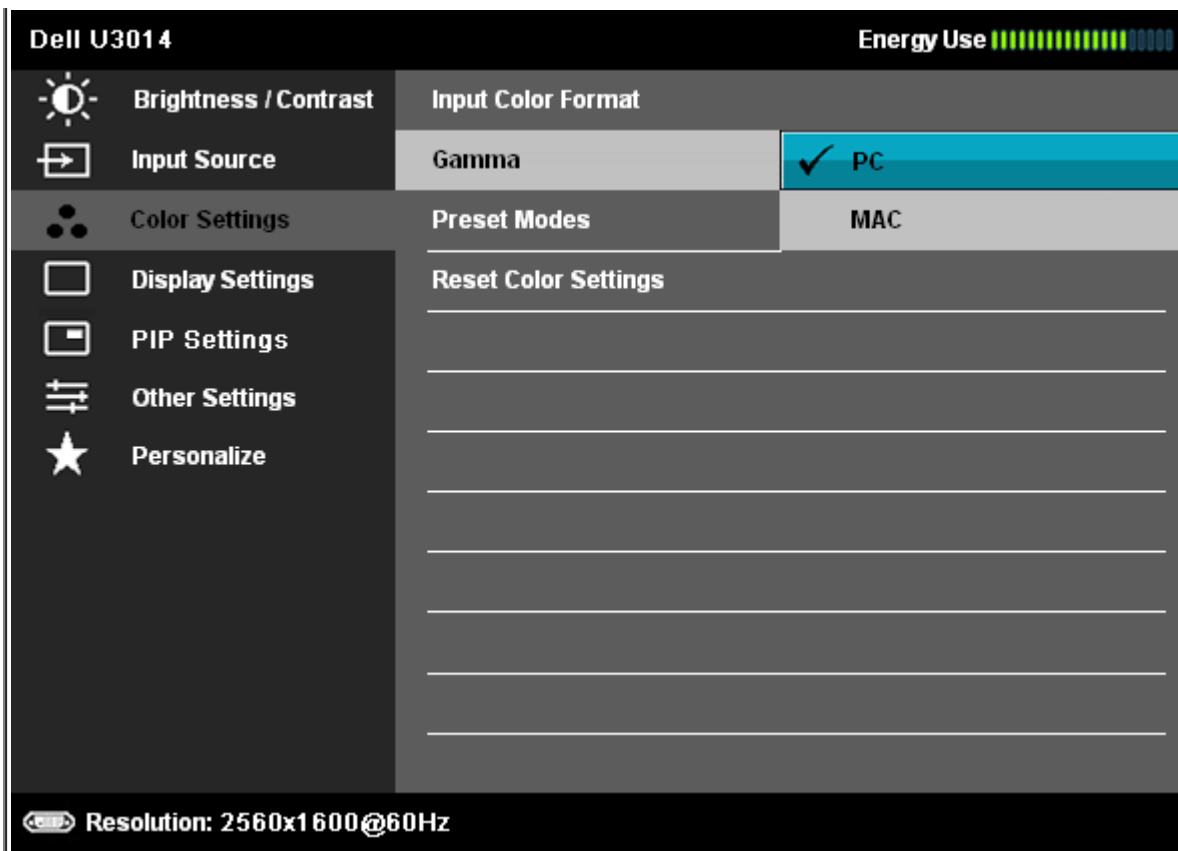 Dell U3014 Energy Use
Brightness / Contrast Input Color Format
Input Source Gamma PC
Color Settings Preset Modes MAC
Display Settings Reset Color Settings
PIP Settings
Other Settings
Personalize
Resolution: 2560x1600@60Hz